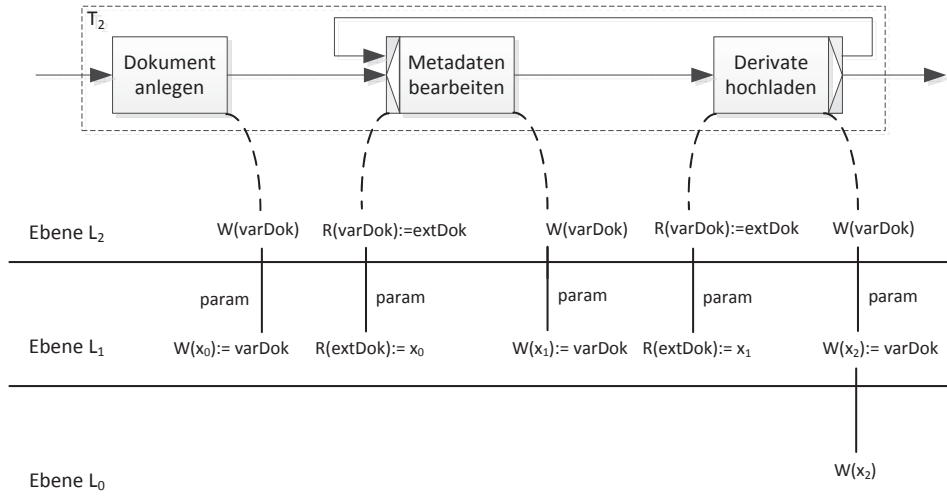 T₂
Dokument
anlegen
Metadaten
bearbeiten
Derivate
hochladen
Ebene L₂
W(varDok)
R(varDok):=extDok
W(varDok)
R(varDok):=extDok
W(varDok)
param
param
param
param
param
Ebene L₁
W(x₀):= varDok
R(extDok):= x₀
W(x₁):= varDok
R(extDok):= x₁
W(x₂):= varDok
Ebene L₀
W(x₂)